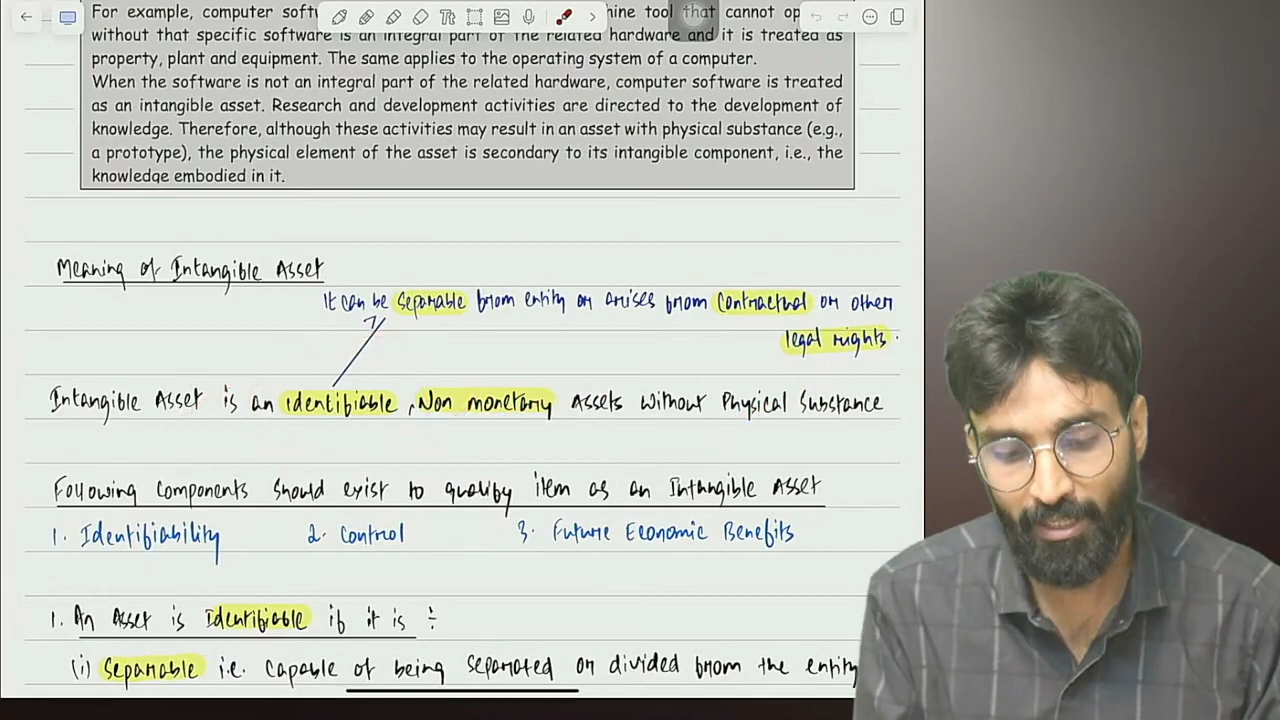 For example, computer
that cannot
without that specific software is an integral part of the related hardware and it is treated as
property, plant and equipment. The same applies to the operating system of a computer.
When the software is not an integral part of the related hardware, computer software is treated
as an intangible asset. Research and development activities are directed to the development of
knowledge. Therefore, although these activities may result in an asset with physical substance (e.g.,
a prototype), the physical element of the asset is secondary to its intangible component, i.e., the
knowledge embodied in it.
Meaning of Intangible Asset
It can be separable from entity or arises from contractual or other
legal rights.
Intangible Asset is an identifiable, Non monetary Assets without Physical Substance
Following Components Should exist to qualify item as an Intangible Asset
1. Identifiability 2. Control 3. Future Economic Benefits
1. An Asset is Identifiable if it is :
(i) Separable i.e. capable of being separated or divided from the entity